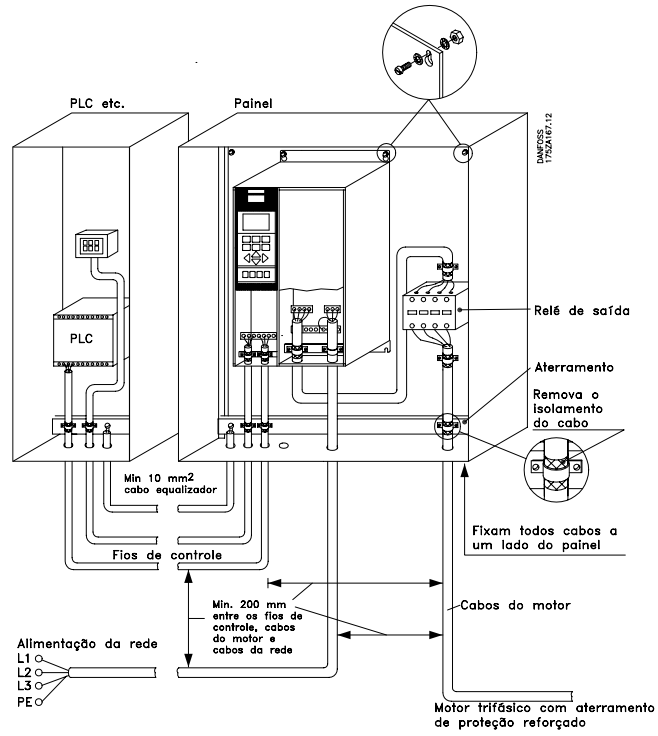 PLC etc.
Painel
DANFOSS
175ZA167.12
PLC
Relé de saída
Aterramento
Remova o
isolamento
do cabo
Min 10 mm2
cabo equalizador
Fixam todos cabos a
um lado do painel
Fios de controle
Min. 200 mm
entre os fios de
controle, cabos
do motor e
cabos da rede
Cabos do motor
Alimentação da rede
L1
L2
L3
PE
Motor trifásico com aterramento
de proteção reforçado